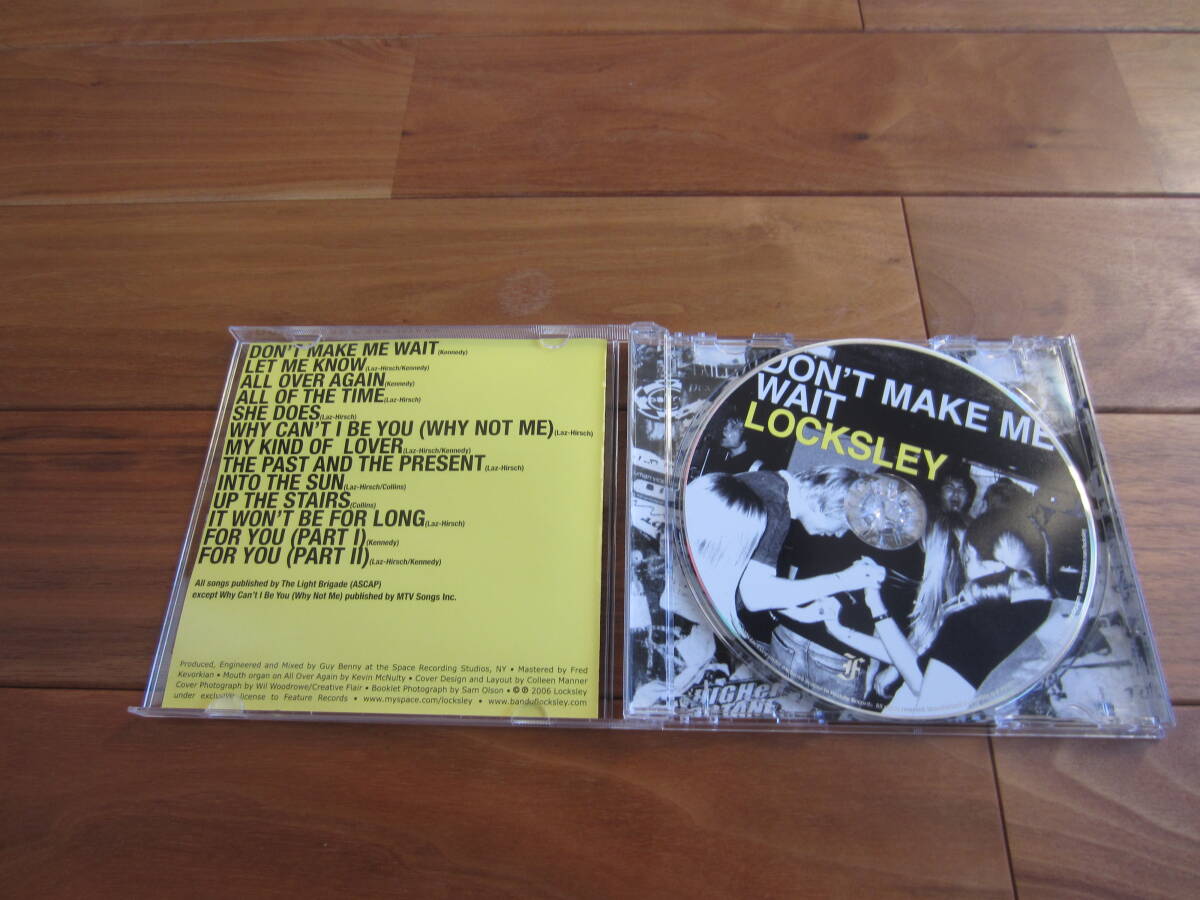 DON'T MAKE ME WAIT (Kennedy)
LET ME KNOW (Laz-Hirsch/Kennedy)
ALL OVER AGAIN (Kennedy)
ALL OF THE TIME (Laz-Hirsch)
SHE DOES (Laz-Hirsch)
WHY CAN'T I BE YOU (WHY NOT ME) (Laz-Hirsch)
MY KIND OF LOVER (Laz-Hirsch/Kennedy)
THE PAST AND THE PRESENT (Laz-Hirsch)
INTO THE SUN (Laz-Hirsch/Collins)
UP THE STAIRS (Collins)
IT WON'T BE FOR LONG (Laz-Hirsch)
FOR YOU (PART I) (Kennedy)
FOR YOU (PART II) (Laz-Hirsch/Kennedy)
All songs published by The Light Brigade (ASCAP)
except Why Can't I Be You (Why Not Me) published by MTV Songs Inc.
Produced, Engineered and Mixed by Guy Benny at the Space Recording Studios, NY • Mastered by Fred
Kevorkian • Mouth organ on All Over Again by Kevin McNulty • Cover Design and Layout by Colleen Manner
Cover Photograph by Wil Woodrowe/Creative Flair • Booklet Photograph by Sam Olson • © ℗ 2006 Locksley
under exclusive license to Feature Records • www.myspace.com/locksley • www.bandoflocksley.com
DON'T MAKE ME
WAIT
LOCKSLEY
F